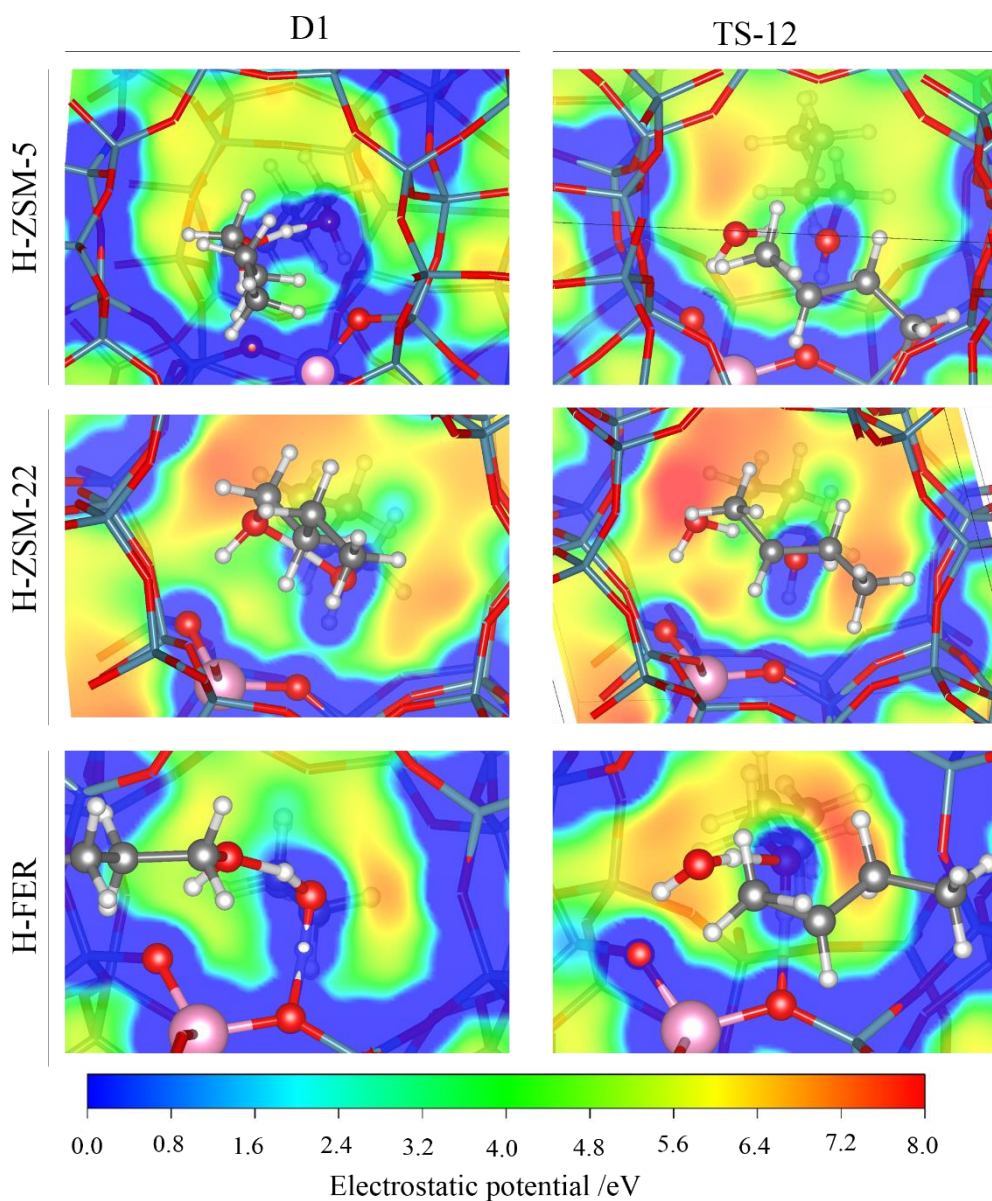 D1 TS-12
H-ZSM-5
H-ZSM-22
H-FER
0.0 0.8 1.6 2.4 3.2 4.0 4.8 5.6 6.4 7.2 8.0
Electrostatic potential /eV